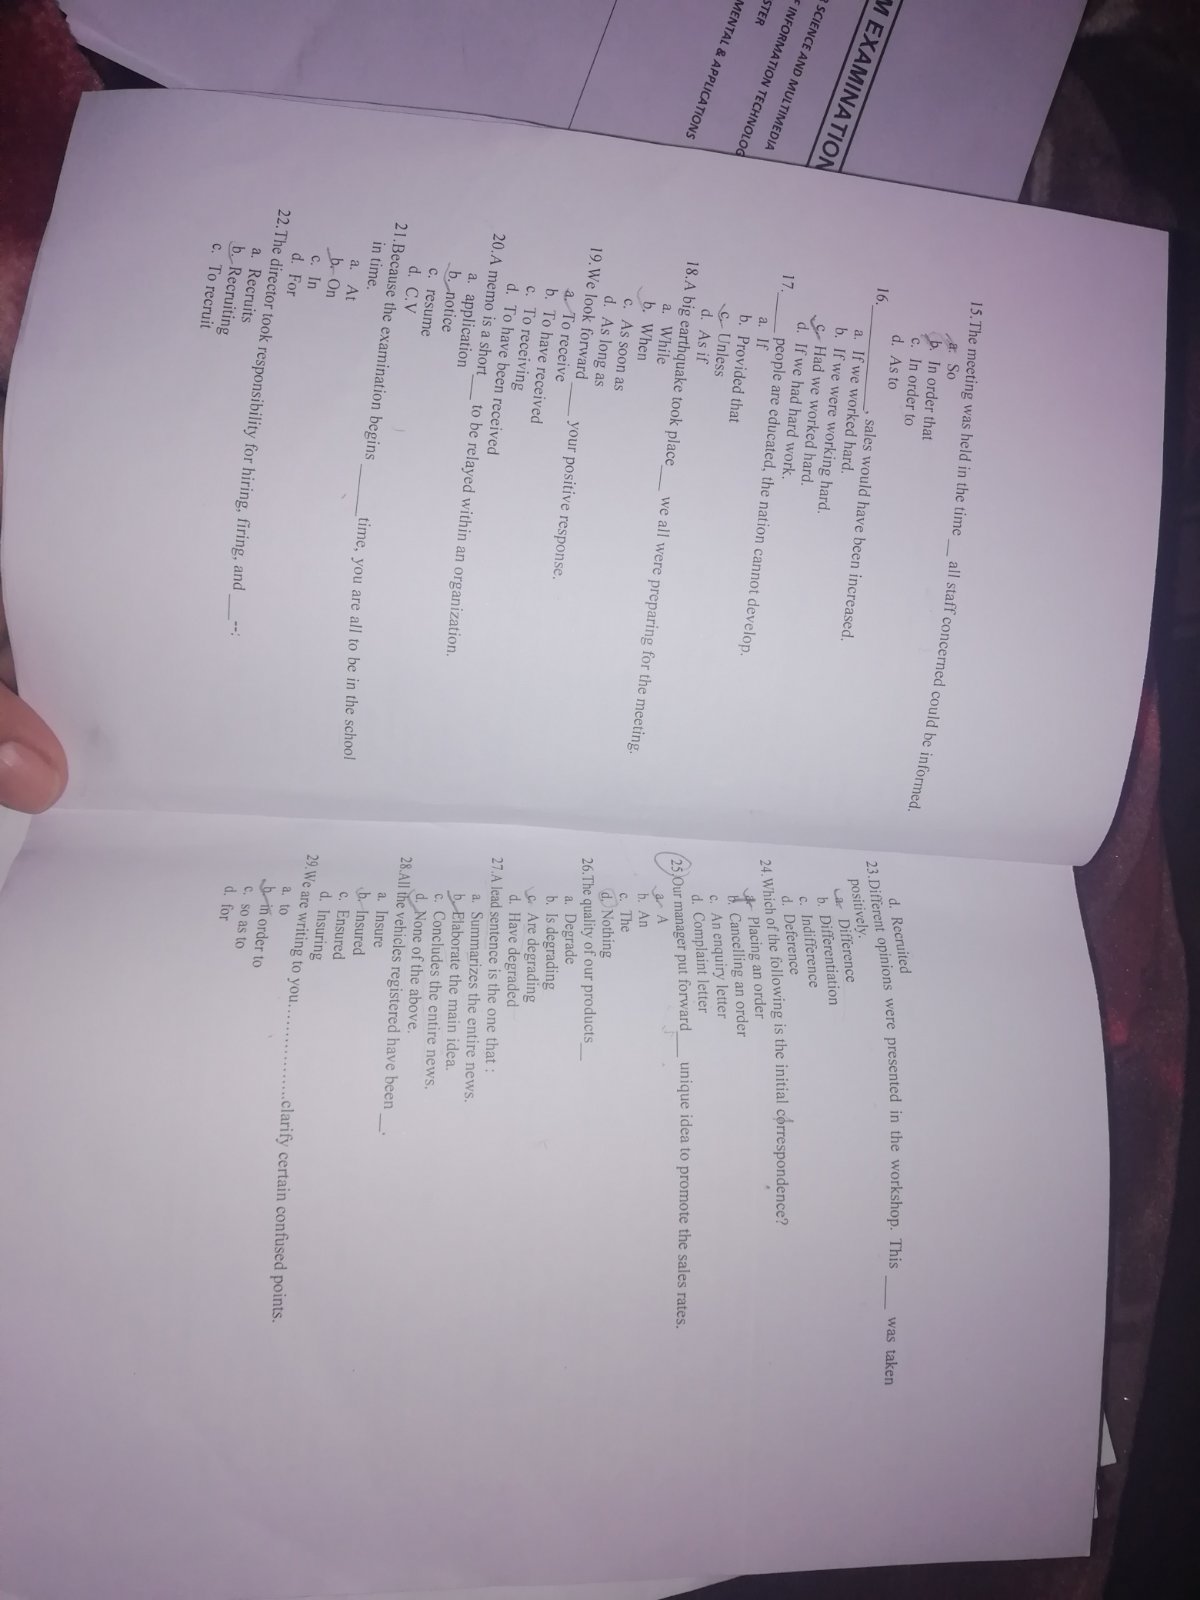 M EXAMINATION
SCIENCE AND MULTIMEDIA
INFORMATION TECHNOLOG
STER
MENTAL & APPLICATIONS
15.The meeting was held in the time __ all staff concerned could be informed.
a. So
b. In order that
c. In order to
d. As to
16.____________, sales would have been increased.
a. If we worked hard.
b. If we were working hard.
c. Had we worked hard.
d. If we had hard work.
17._____ people are educated, the nation cannot develop.
a. If
b. Provided that
c. Unless
d. As if
18.A big earthquake took place ___ we all were preparing for the meeting.
a. While
b. When
c. As soon as
d. As long as
19.We look forward ____ your positive response.
a. To receive
b. To have received
c. To receiving
d. To have been received
20.A memo is a short ___ to be relayed within an organization.
a. application
b. notice
c. resume
d. C.V
21.Because the examination begins ______ time, you are all to be in the school
in time.
a. At
b. On
c. In
d. For
22.The director took responsibility for hiring, firing, and ___--:
a. Recruits
b. Recruiting
c. To recruit
d. Recruited
23.Different opinions were presented in the workshop. This ____ was taken
positively.
a. Difference
b. Differentiation
c. Indifference
d. Deference
24.Which of the following is the initial correspondence?
a. Placing an order
b. Cancelling an order
c. An enquiry letter
d. Complaint letter
25.Our manager put forward ___ unique idea to promote the sales rates.
a. A
b. An
c. The
d. Nothing
26.The quality of our products__
a. Degrade
b. Is degrading
c. Are degrading
d. Have degraded
27.A lead sentence is the one that :
a. Summarizes the entire news.
b. Elaborate the main idea.
c. Concludes the entire news.
d. None of the above.
28.All the vehicles registered have been __.
a. Insure
b. Insured
c. Ensured
d. Insuring
29.We are writing to you..................clarify certain confused points.
a. to
b. in order to
c. so as to
d. for